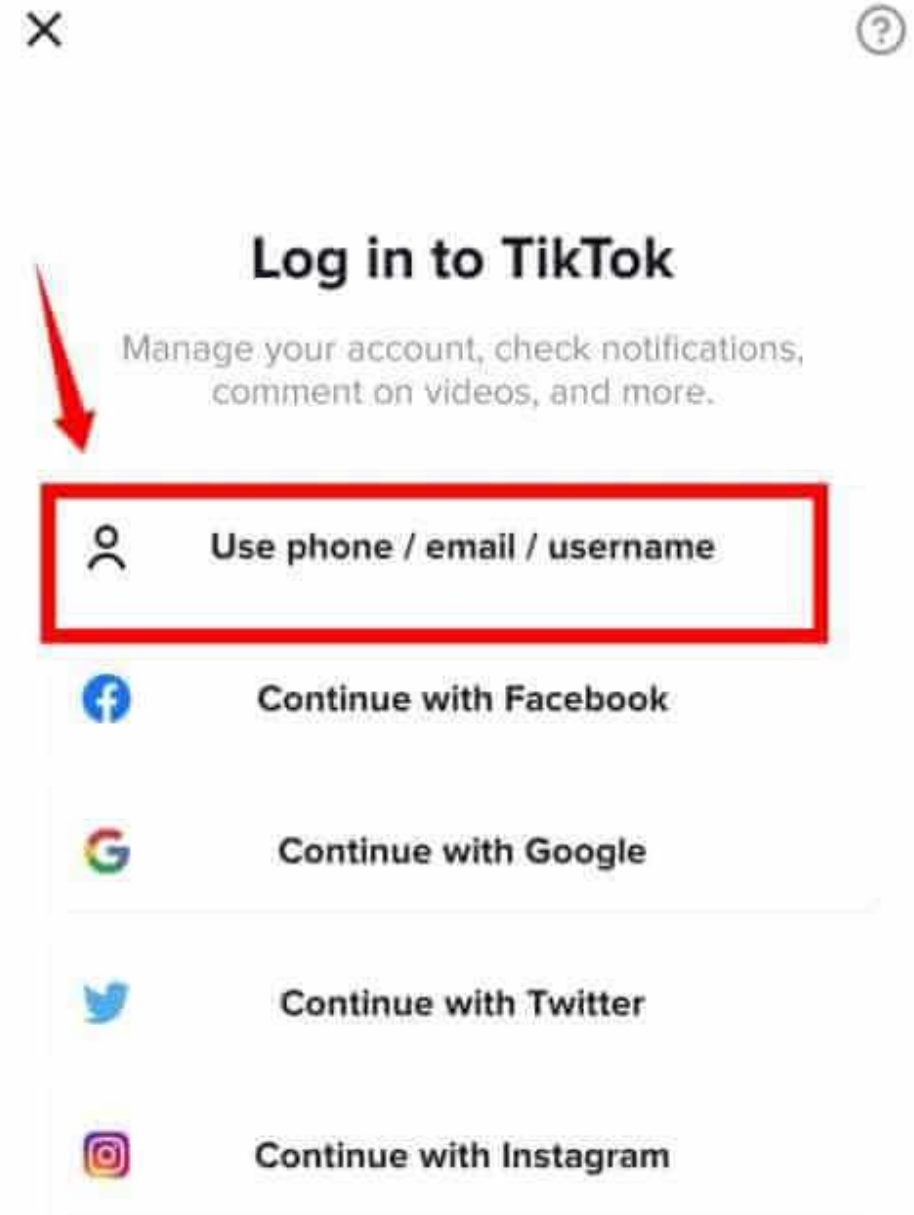 Log in to TikTok
Manage your account, check notifications,
comment on videos, and more.
Use phone / email / username
Continue with Facebook
Continue with Google
Continue with Twitter
Continue with Instagram